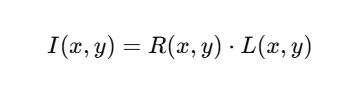 I(x, y) = R(x, y) · L(x, y)